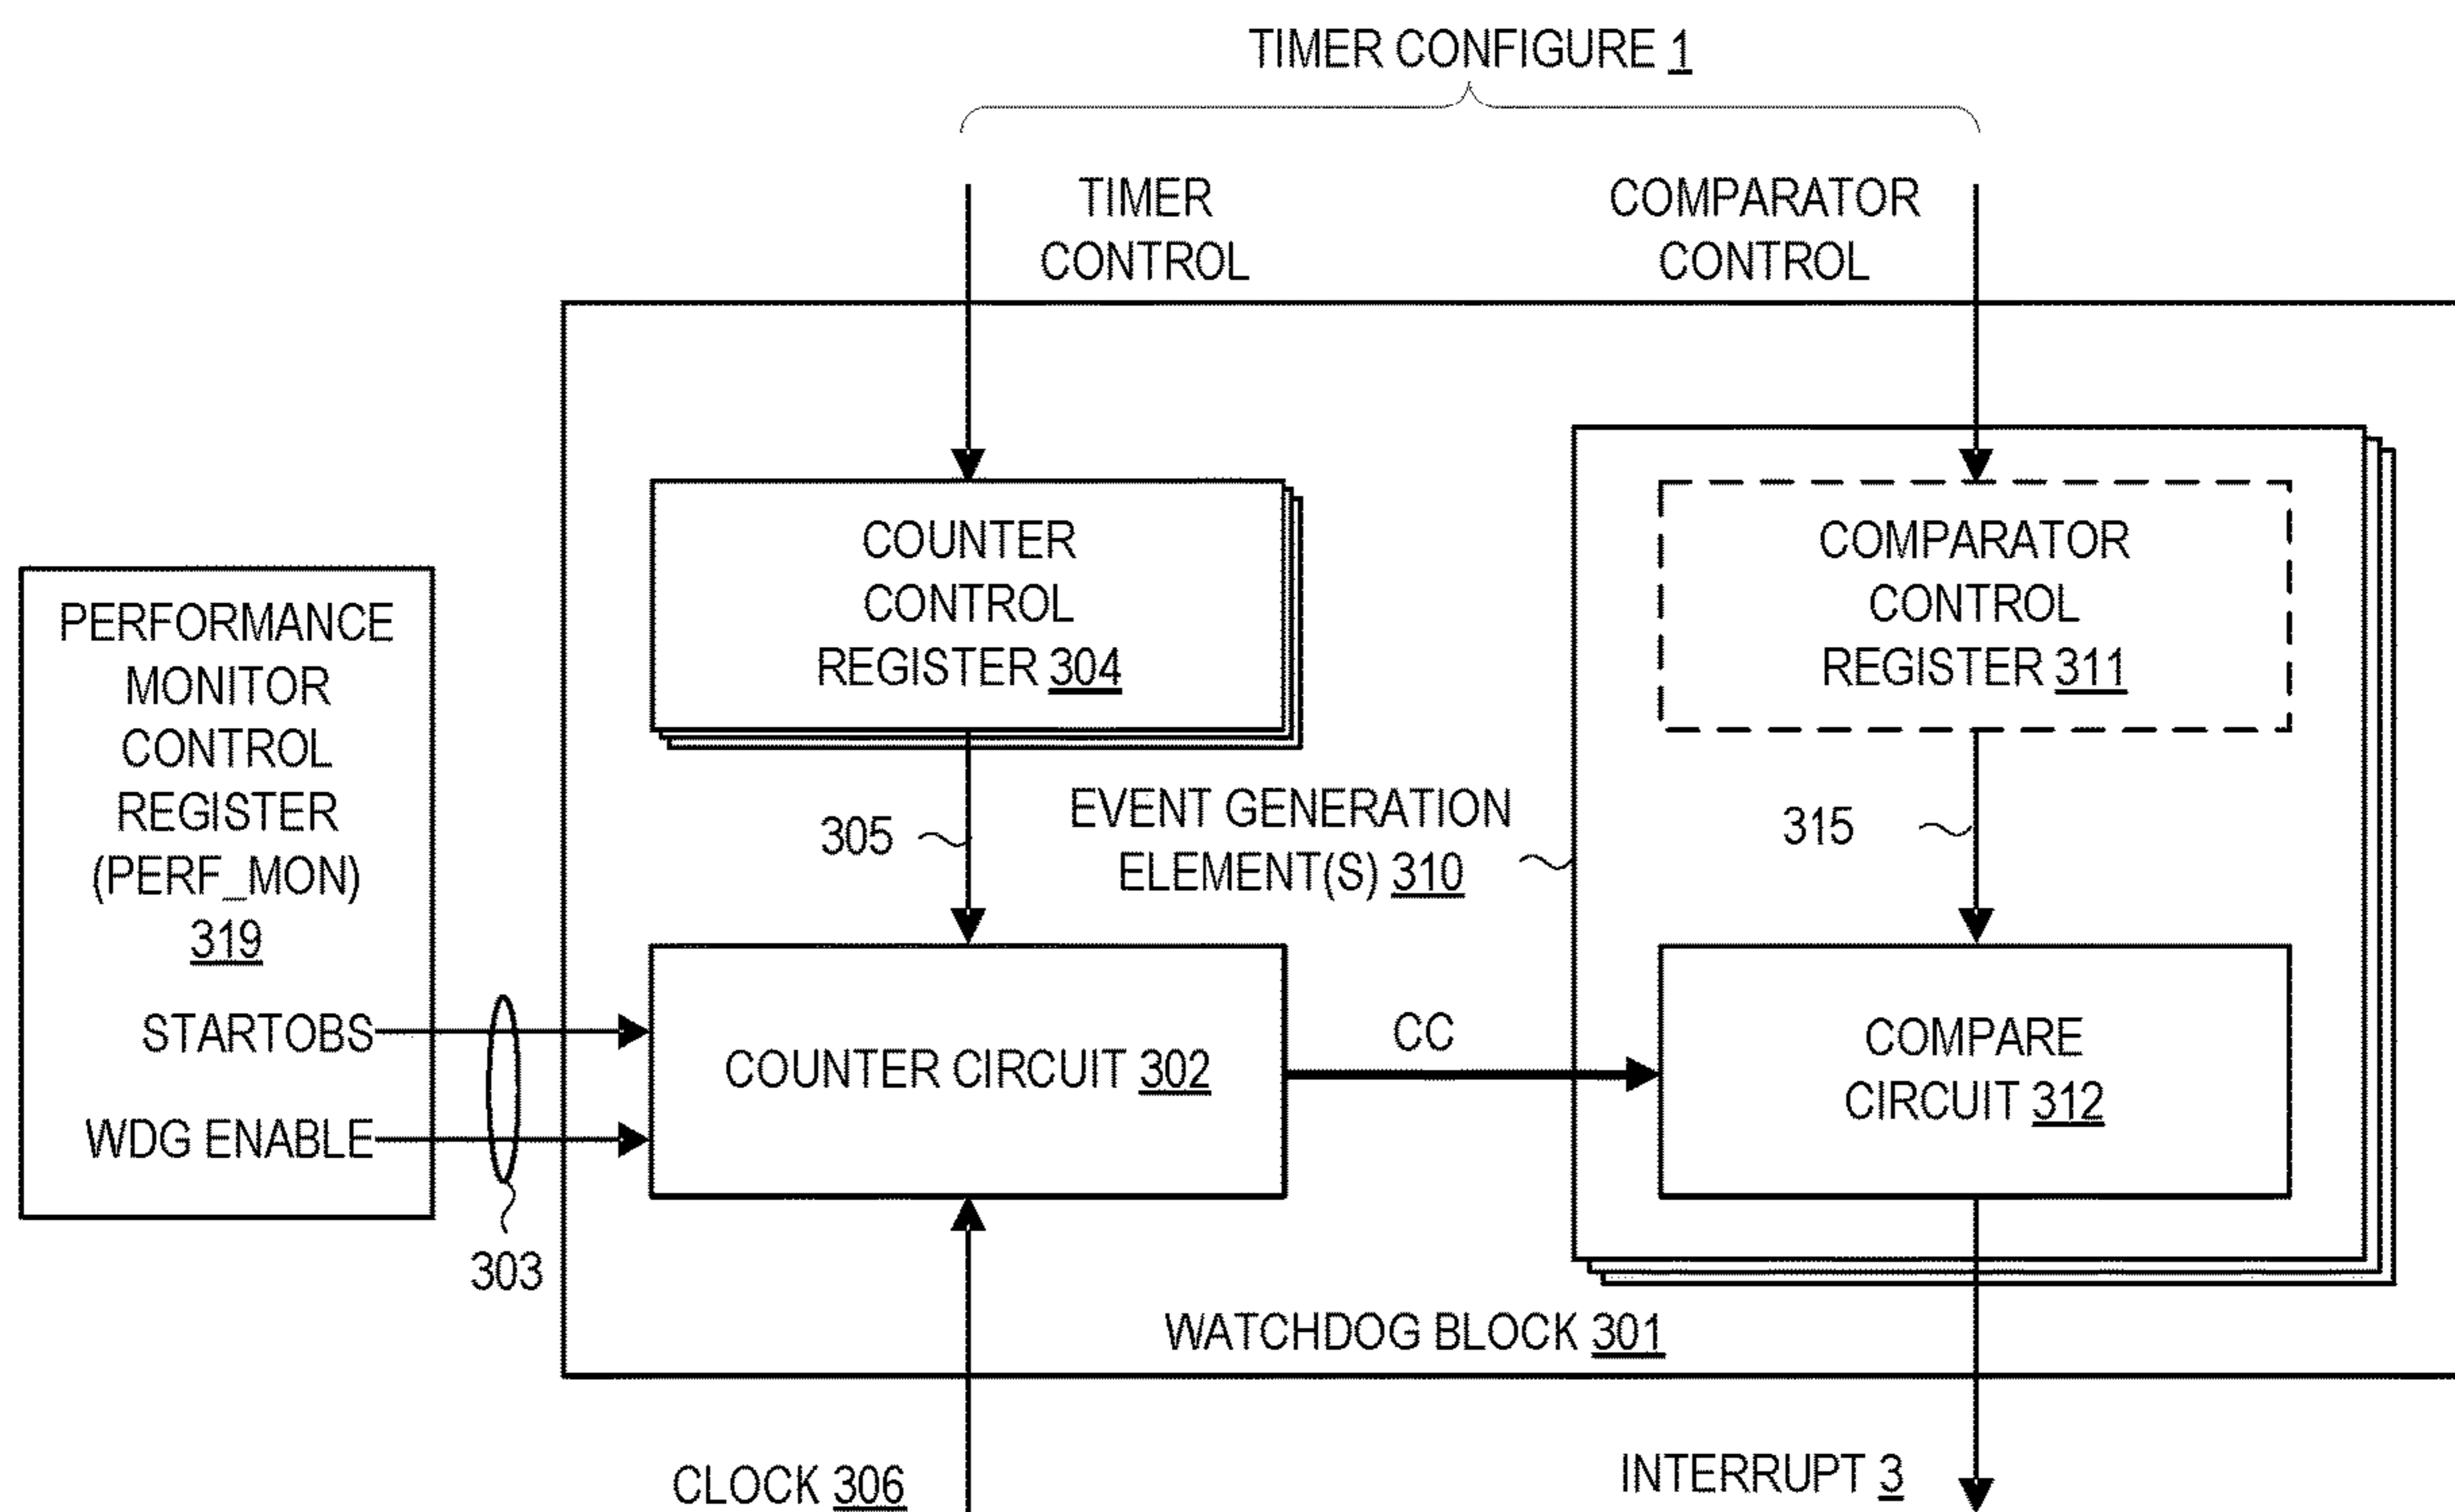 TIMER CONFIGURE 1
TIMER
CONTROL
COMPARATOR
CONTROL
COUNTER
CONTROL
REGISTER 304
COMPARATOR
CONTROL
REGISTER 311
PERFORMANCE
MONITOR
CONTROL
REGISTER
(PERF_MON)
319
STARTOBS
WDG ENABLE
303
305
EVENT GENERATION
ELEMENT(S) 310
315
COUNTER CIRCUIT 302
CC
COMPARE
CIRCUIT 312
WATCHDOG BLOCK 301
CLOCK 306
INTERRUPT 3